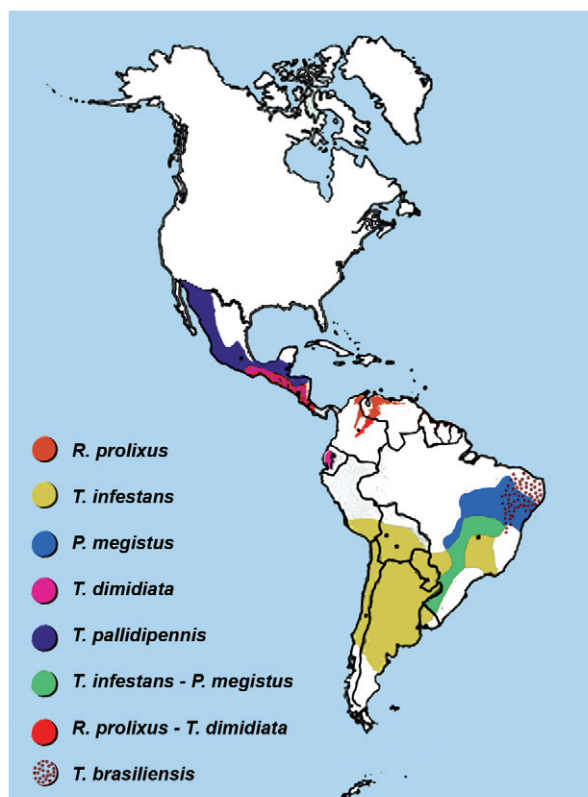 R. prolixus
T. infestans
P. megistus
T. dimidiata
T. pallidipennis
T. infestans - P. megistus
R. prolixus - T. dimidiata
T. brasiliensis